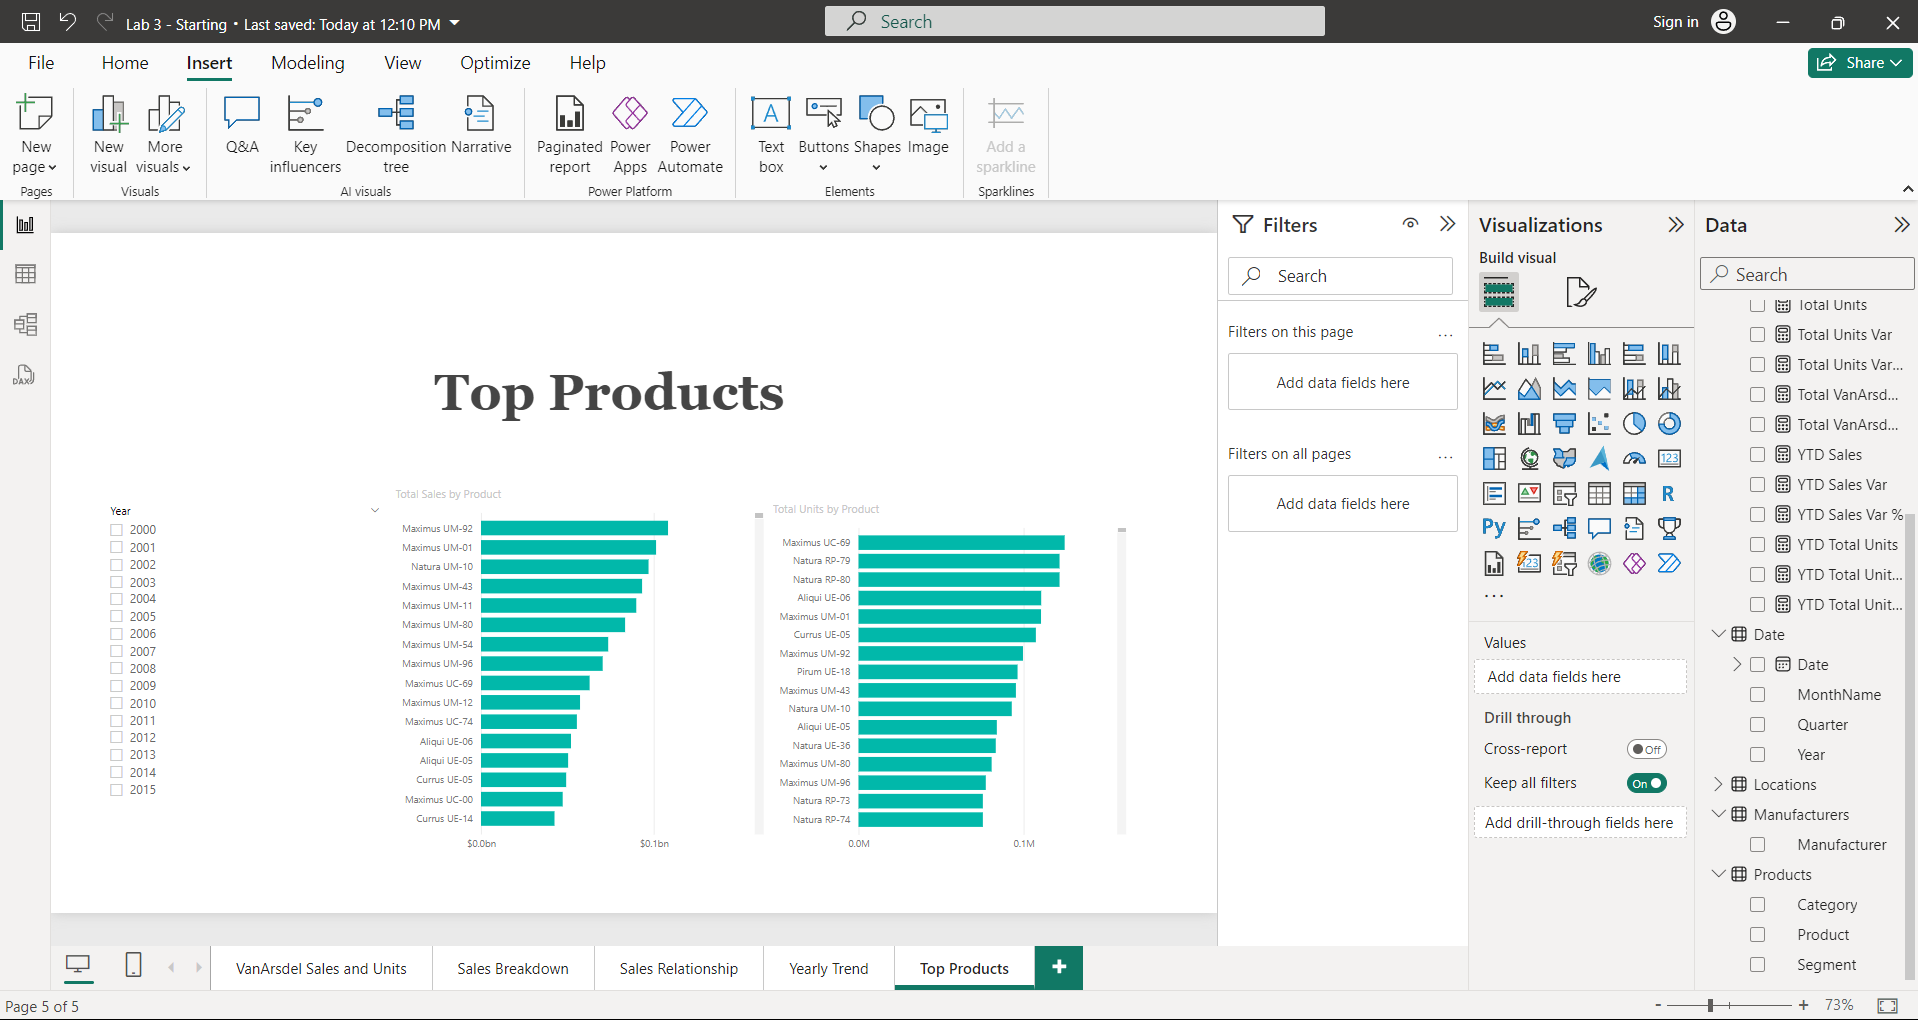 Lab 3 - Starting • Last saved: Today at 12:10 PM
Search
Sign in
File Home Insert Modeling View Optimize Help
Share
New page
Pages
New visual
More visuals
Visuals
Q&A
Key influencers
Decomposition tree
Narrative
AI visuals
Paginated report
Power Apps
Power Automate
Power Platform
Text box
Buttons
Shapes
Image
Elements
Add a sparkline
Sparklines
DAX
Top Products
Year
2000
2001
2002
2003
2004
2005
2006
2007
2008
2009
2010
2011
2012
2013
2014
2015
Total Sales by Product
Maximus UM-92
Maximus UM-01
Natura UM-10
Maximus UM-43
Maximus UM-11
Maximus UM-80
Maximus UM-54
Maximus UM-96
Maximus UC-69
Maximus UM-12
Maximus UC-74
Aliqui UE-06
Aliqui UE-05
Currus UE-05
Maximus UC-00
Currus UE-14
$0.0bn $0.1bn
Total Units by Product
Maximus UC-69
Natura RP-79
Natura RP-80
Aliqui UE-06
Maximus UM-01
Currus UE-05
Maximus UM-92
Pirum UE-18
Maximus UM-43
Natura UM-10
Aliqui UE-05
Natura UE-36
Maximus UM-80
Maximus UM-96
Natura RP-73
Natura RP-74
0.0M 0.1M
Filters
Search
Filters on this page ...
Add data fields here
Filters on all pages ...
Add data fields here
Visualizations
Build visual
123
R
Py
123
...
Values
Add data fields here
Drill through
Cross-report Off
Keep all filters On
Add drill-through fields here
Data
Search
Total Units
Total Units Var
Total Units Var...
Total VanArsd...
Total VanArsd...
YTD Sales
YTD Sales Var
YTD Sales Var %
YTD Total Units
YTD Total Unit...
YTD Total Unit...
Date
Date
MonthName
Quarter
Year
Locations
Manufacturers
Manufacturer
Products
Category
Product
Segment
VanArsdel Sales and Units Sales Breakdown Sales Relationship Yearly Trend Top Products +
Page 5 of 5
- + 73%